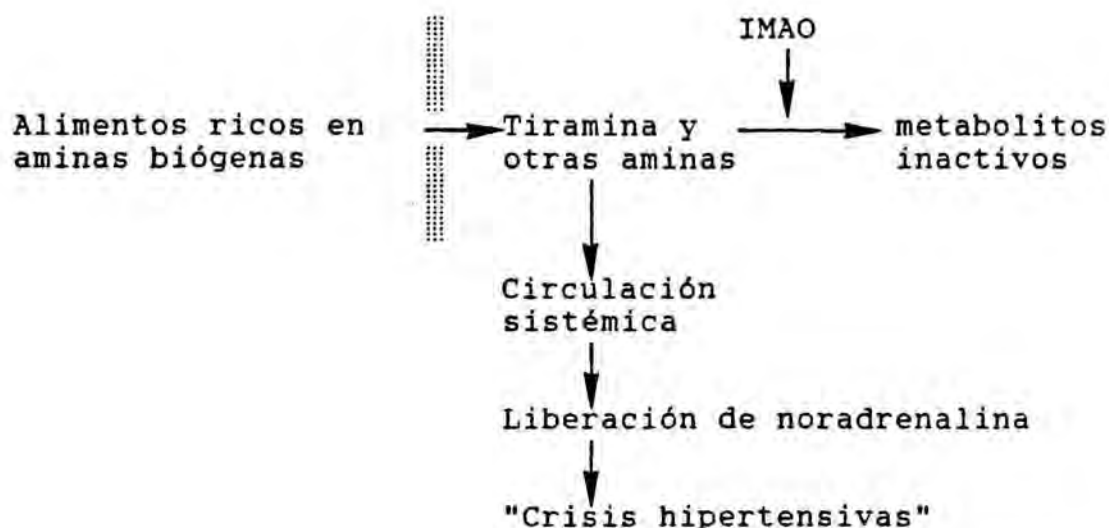 IMAO
Alimentos ricos en
aminas biógenas
Tiramina y
otras aminas
metabolitos
inactivos
Circulación
sistémica
Liberación de noradrenalina
"Crisis hipertensivas"